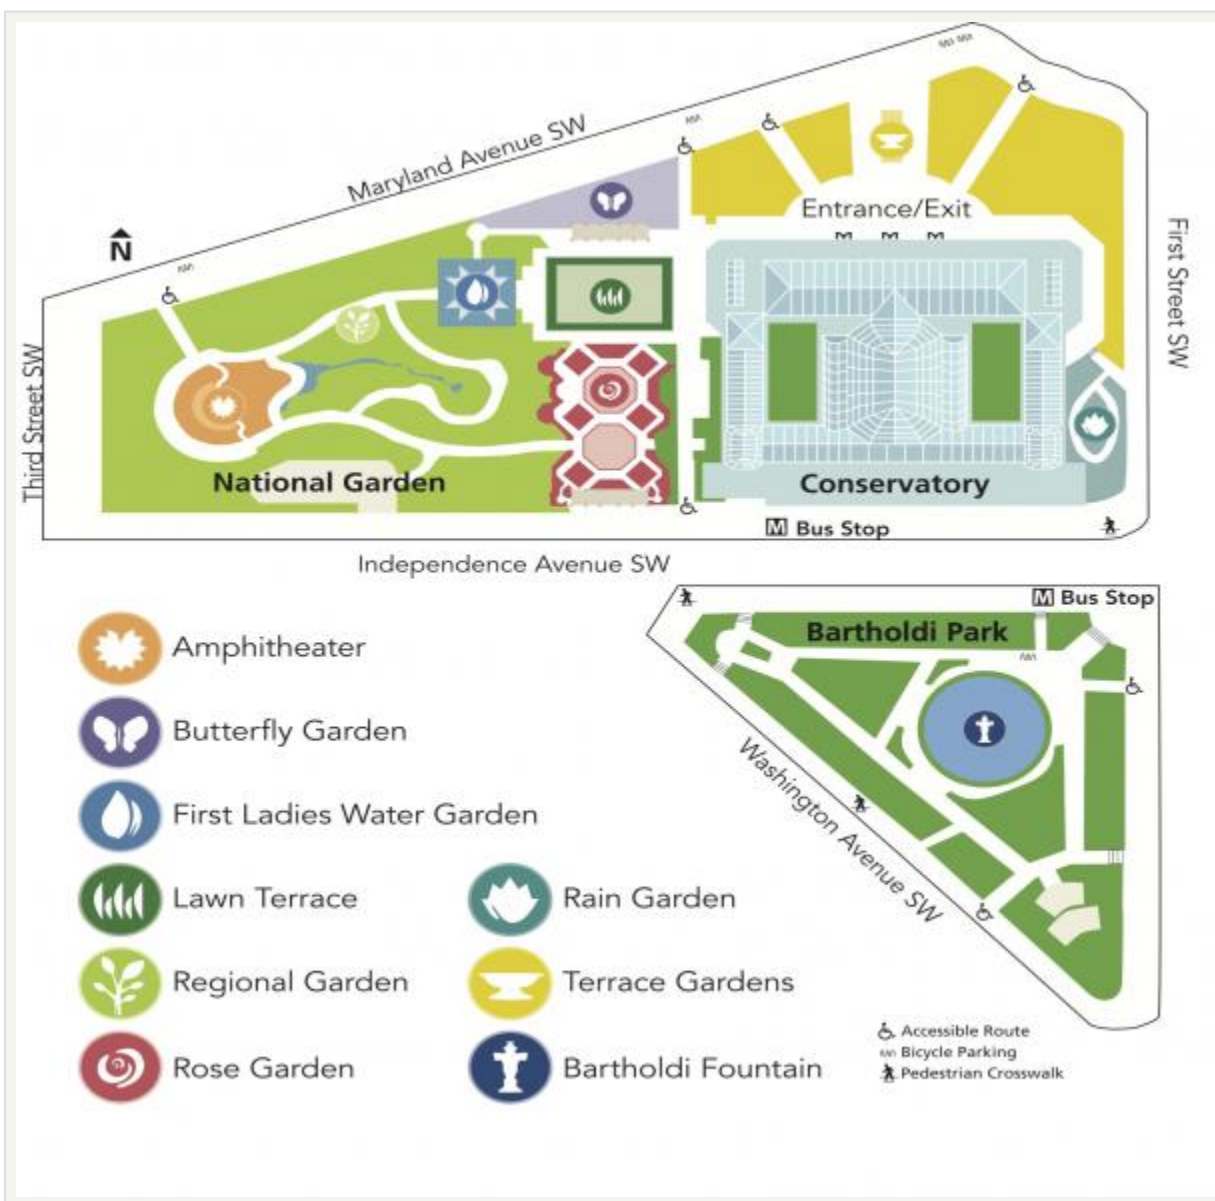 Maryland Avenue SW
N
Entrance/Exit
First Street SW
Third Street SW
National Garden
Conservatory
M Bus Stop
Independence Avenue SW
M Bus Stop
Bartholdi Park
Washington Avenue SW
Amphitheater
Butterfly Garden
First Ladies Water Garden
Lawn Terrace
Regional Garden
Rose Garden
Rain Garden
Terrace Gardens
Bartholdi Fountain
Accessible Route
Bicycle Parking
Pedestrian Crosswalk